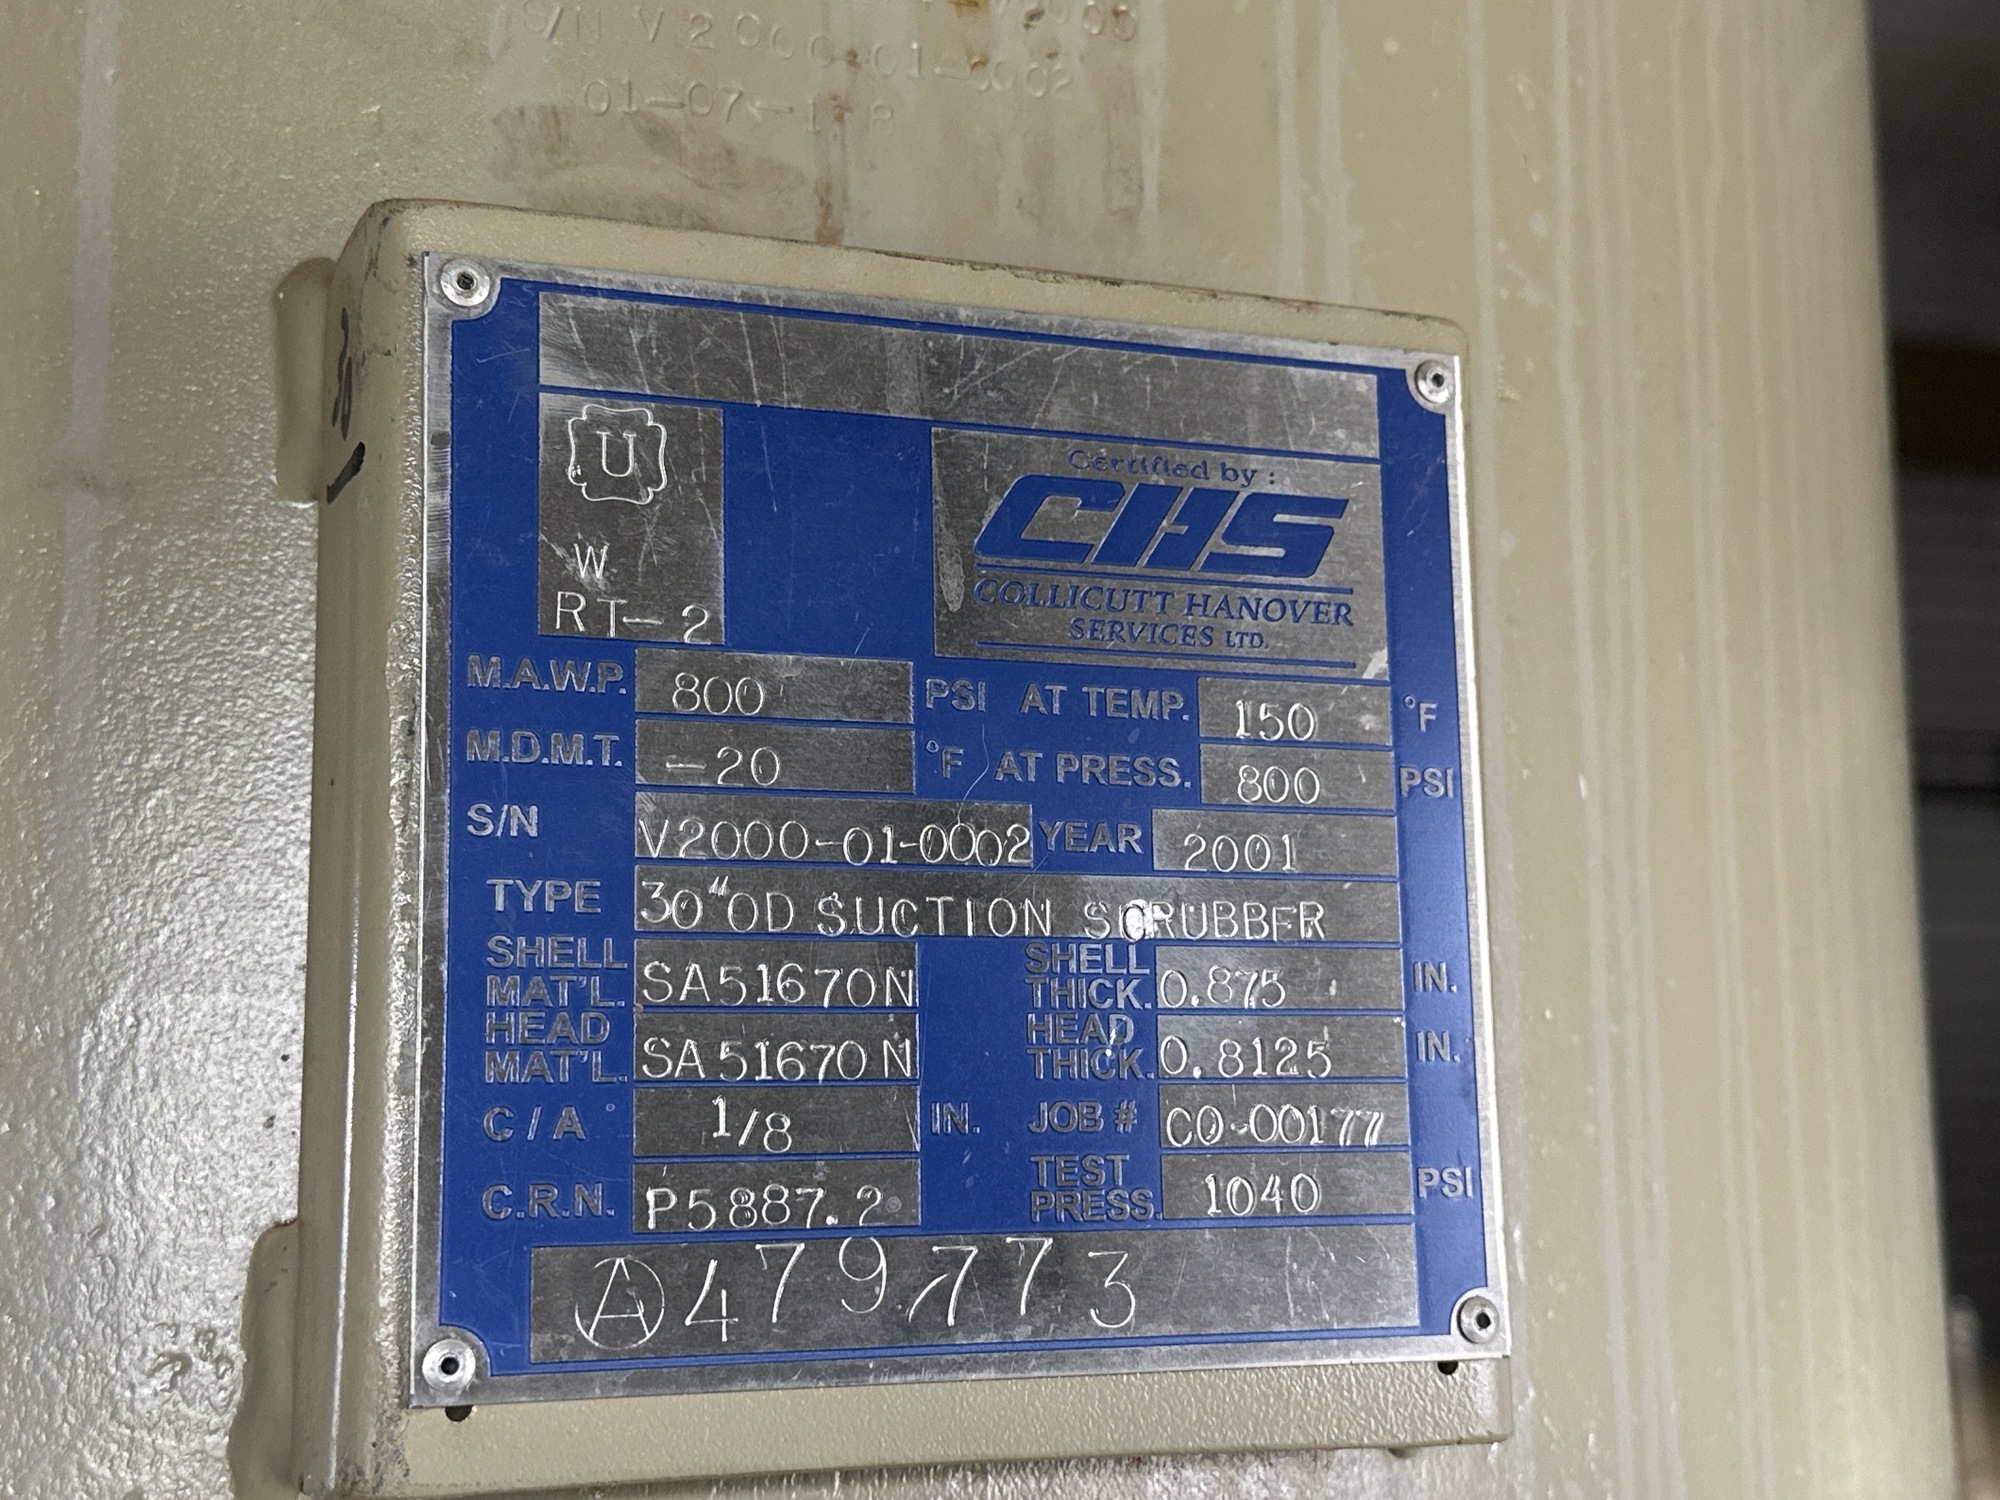 S/N V2000-01-0002
01-07-
U
W
RT-2
Certified by :
CHS
COLLICUTT HANOVER
SERVICES LTD.
M.A.W.P. 800 PSI AT TEMP. 150 °F
M.D.M.T. -20 °F AT PRESS. 800 PSI
S/N V2000-01-0002 YEAR 2001
TYPE 30"OD SUCTION SCRUBBER
SHELL MAT'L. SA51670N SHELL THICK. 0.875 IN.
HEAD MAT'L. SA51670N HEAD THICK. 0.8125 IN.
C/A 1/8 IN. JOB # CO-00177
C.R.N. P5887.2 TEST PRESS. 1040 PSI
A479773